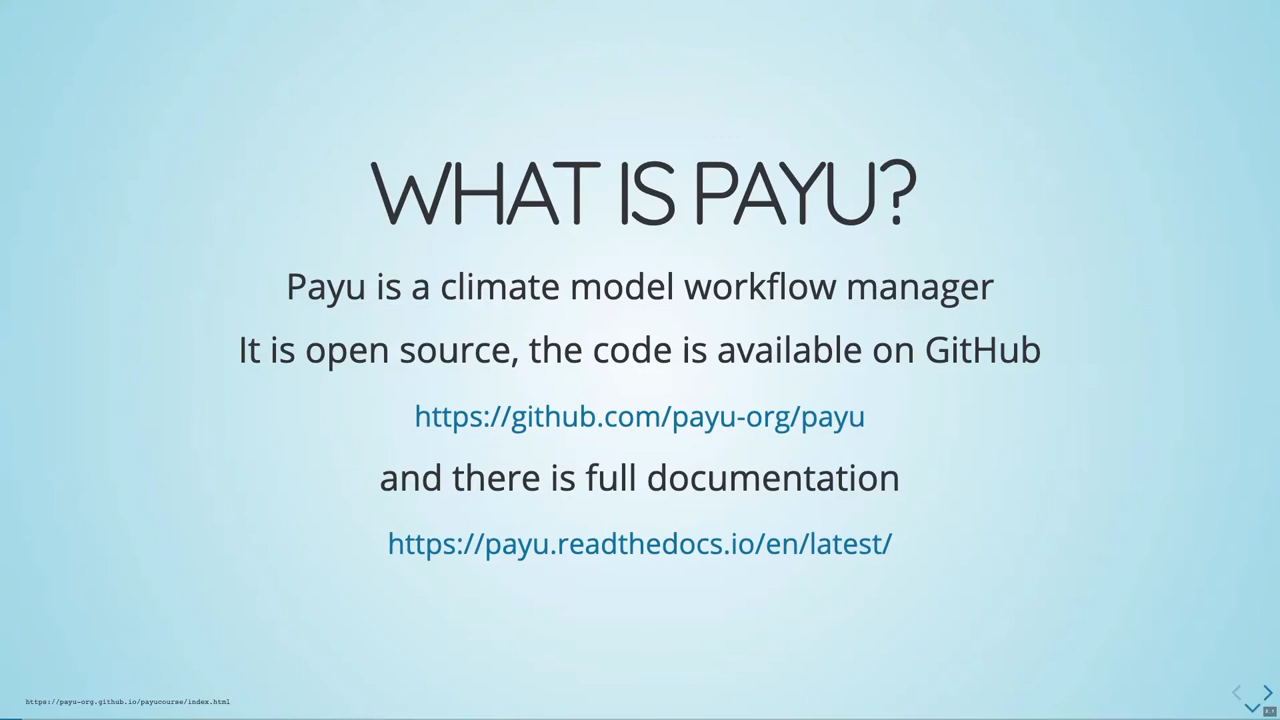 WHAT IS PAYU?
Payu is a climate model workflow manager
It is open source, the code is available on GitHub
https://github.com/payu-org/payu
and there is full documentation
https://payu.readthedocs.io/en/latest/
https://payu-org.github.io/payucourse/index.html